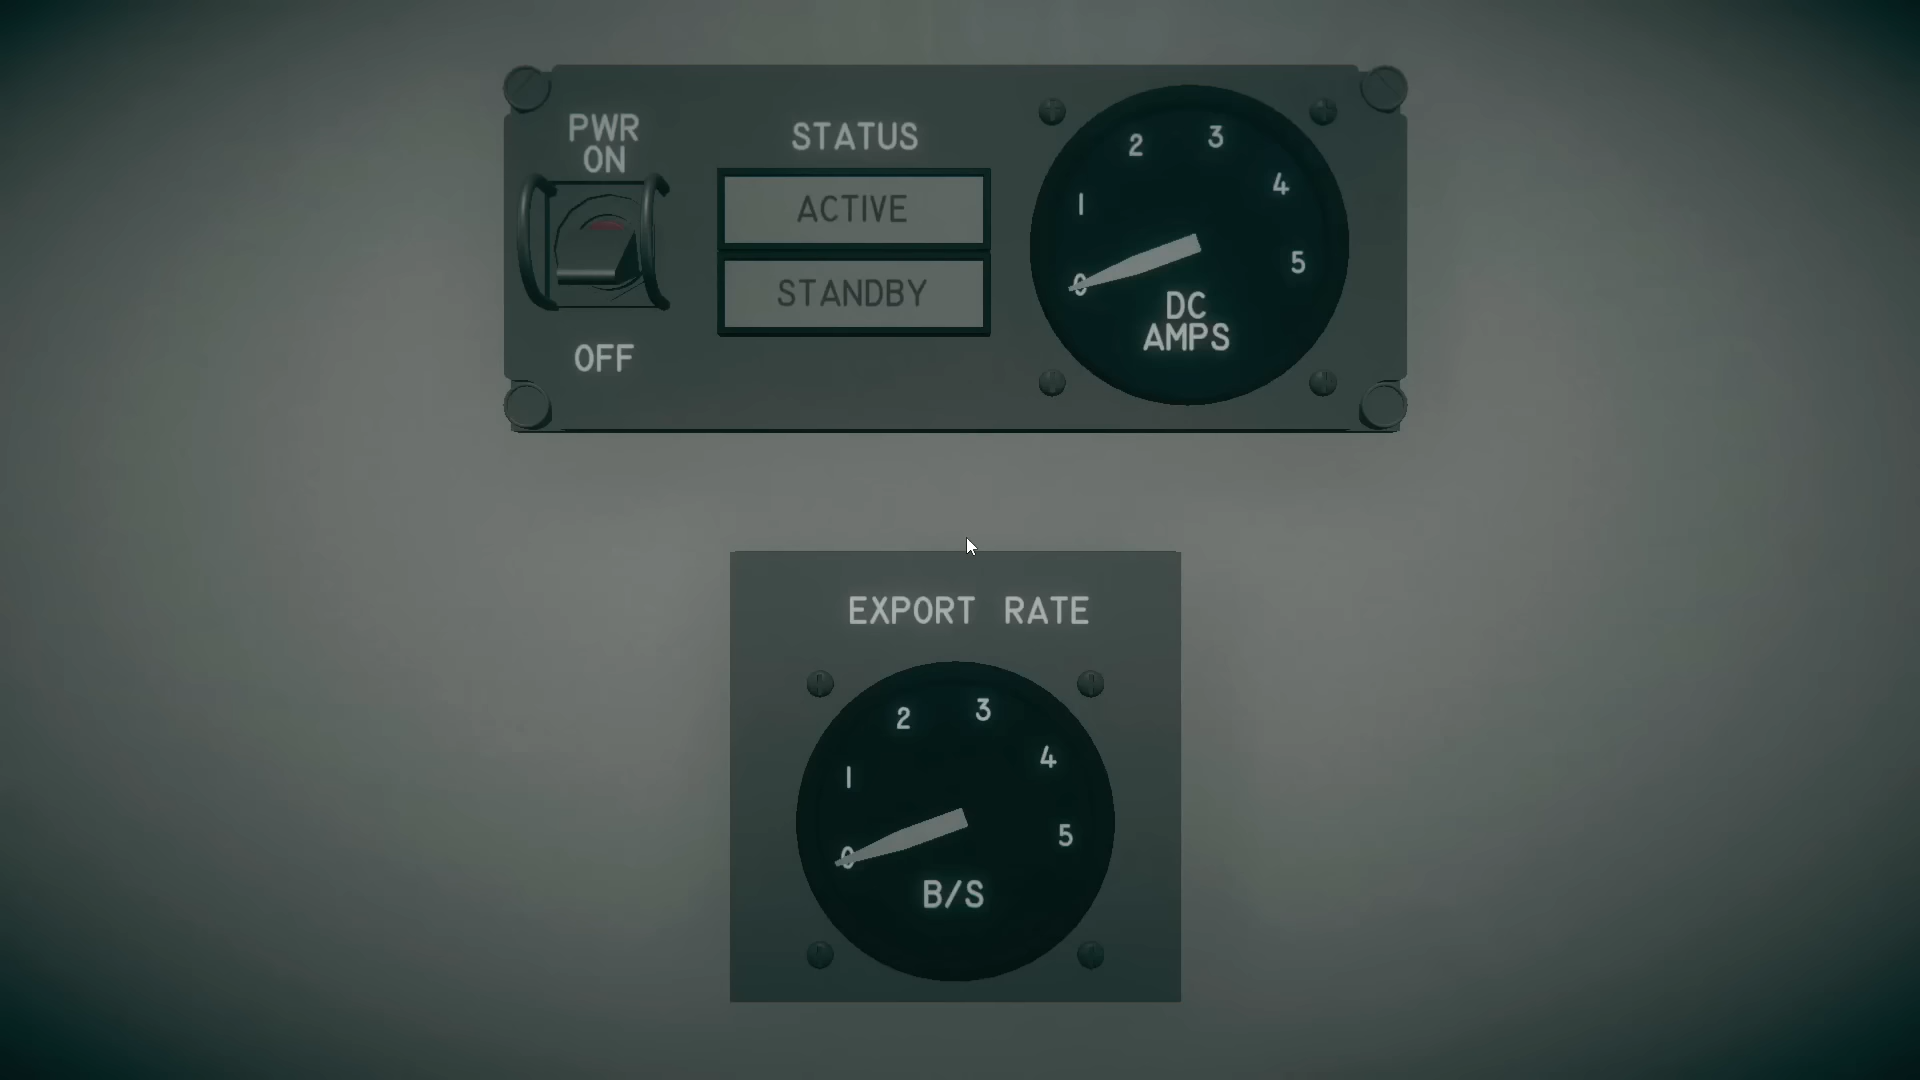 PWR
ON
OFF
STATUS
ACTIVE
STANDBY
0
1
2
3
4
5
DC
AMPS
EXPORT RATE
0
1
2
3
4
5
B/S